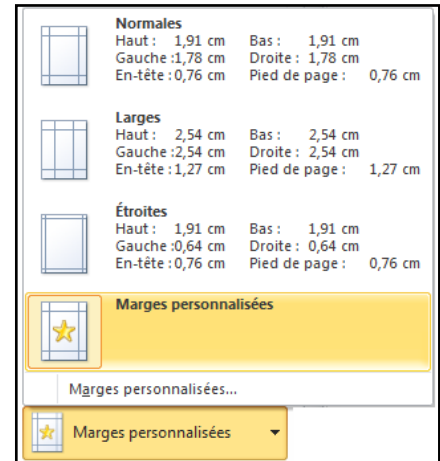 Normales
Haut : 1,91 cm Bas : 1,91 cm
Gauche :1,78 cm Droite : 1,78 cm
En-tête :0,76 cm Pied de page : 0,76 cm
Larges
Haut : 2,54 cm Bas : 2,54 cm
Gauche :2,54 cm Droite : 2,54 cm
En-tête :1,27 cm Pied de page : 1,27 cm
Étroites
Haut : 1,91 cm Bas : 1,91 cm
Gauche :0,64 cm Droite : 0,64 cm
En-tête :0,76 cm Pied de page : 0,76 cm
Marges personnalisées
Marges personnalisées...
Marges personnalisées